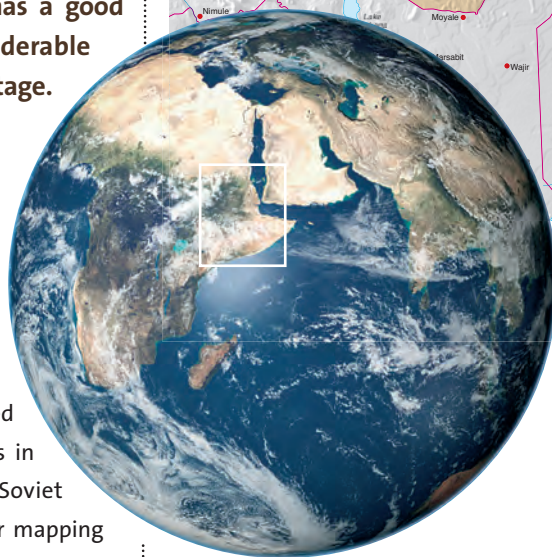 has a good
iderable
tage.
Nimule
Lake
Moyale
Marsabit
Wajir
d
s in
Soviet
r mapping